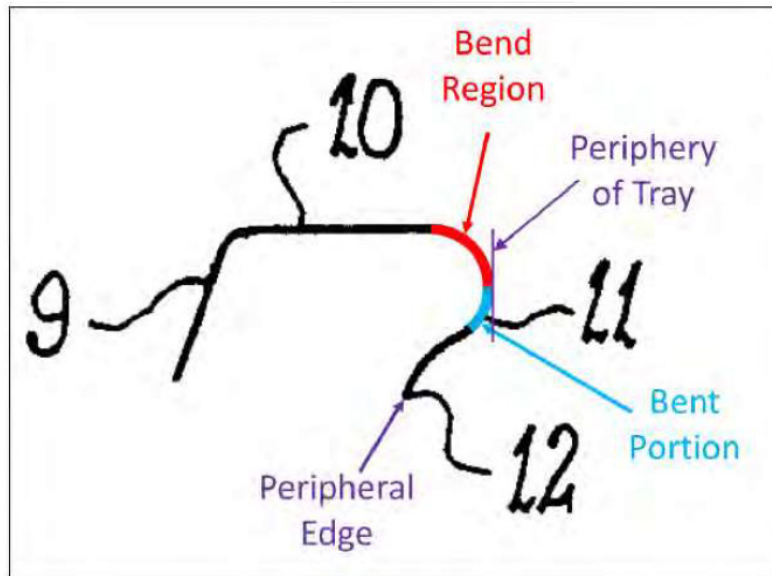 Bend
Region
10
Periphery
of Tray
9
11
Bent
Portion
12
Peripheral
Edge